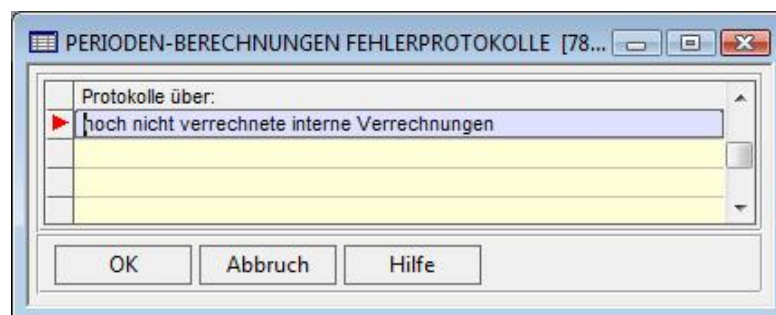 PERIODEN-BERECHNUNGEN FEHLERPROTOKOLLE [78...
Protokolle über:
noch nicht verrechnete interne Verrechnungen
OK Abbruch Hilfe